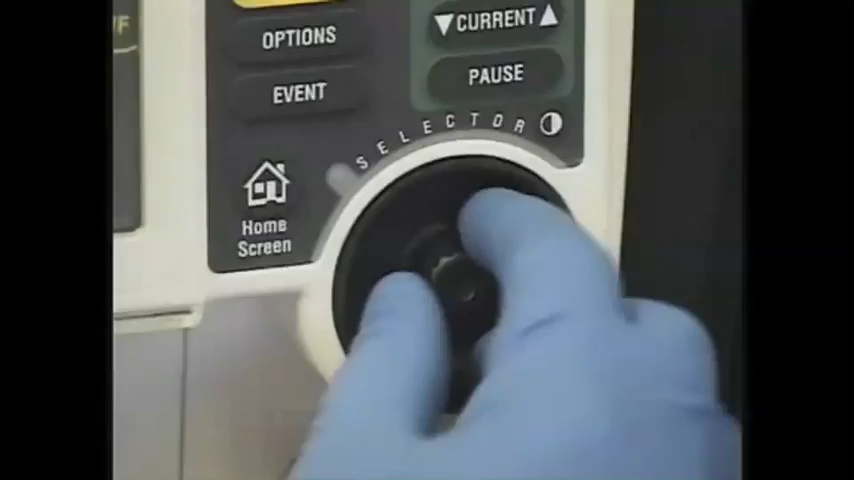 OPTIONS
CURRENT
EVENT
PAUSE
SELECTOR
Home
Screen